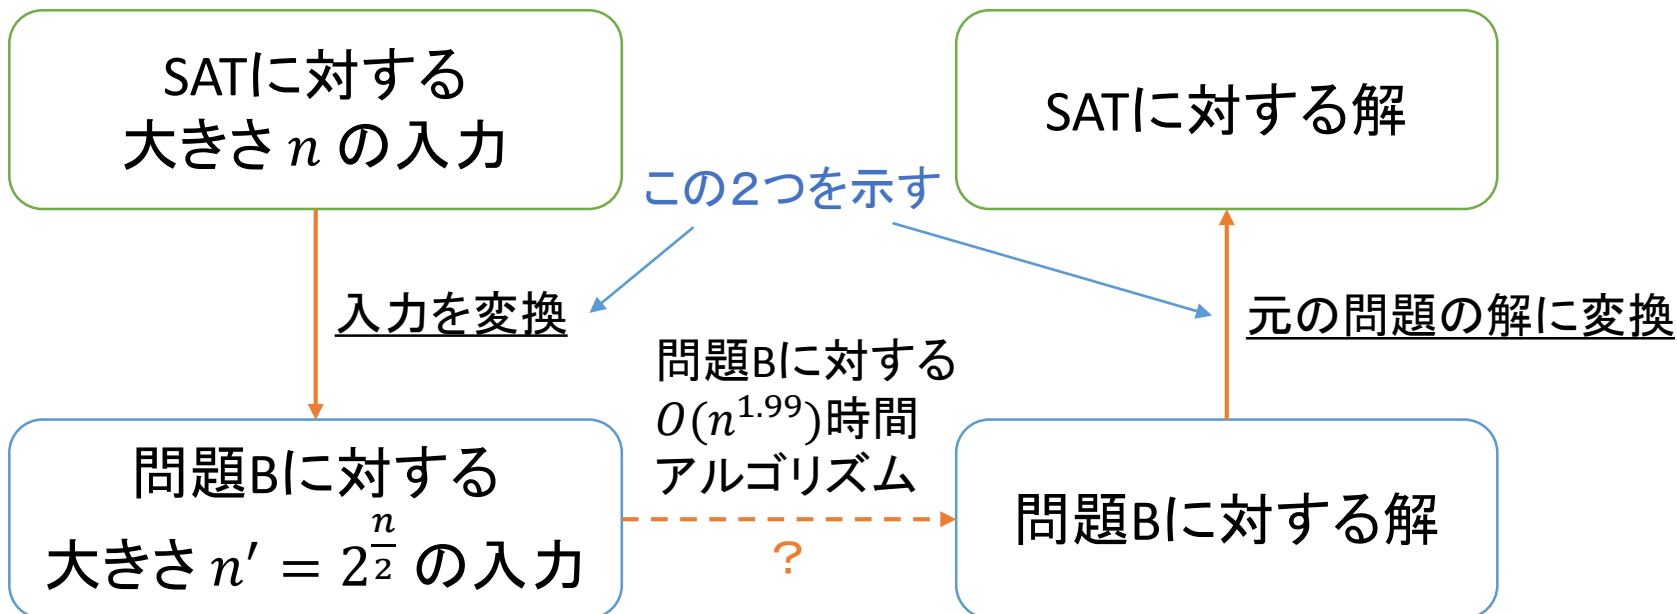 SATに対する
大きさ n の入力
SATに対する解
この２つを示す
入力を変換
元の問題の解に変換
問題Bに対する
O(n^{1.99})時間
アルゴリズム
問題Bに対する
大きさ n′ = 2^{\frac{n}{2}} の入力
？
問題Bに対する解